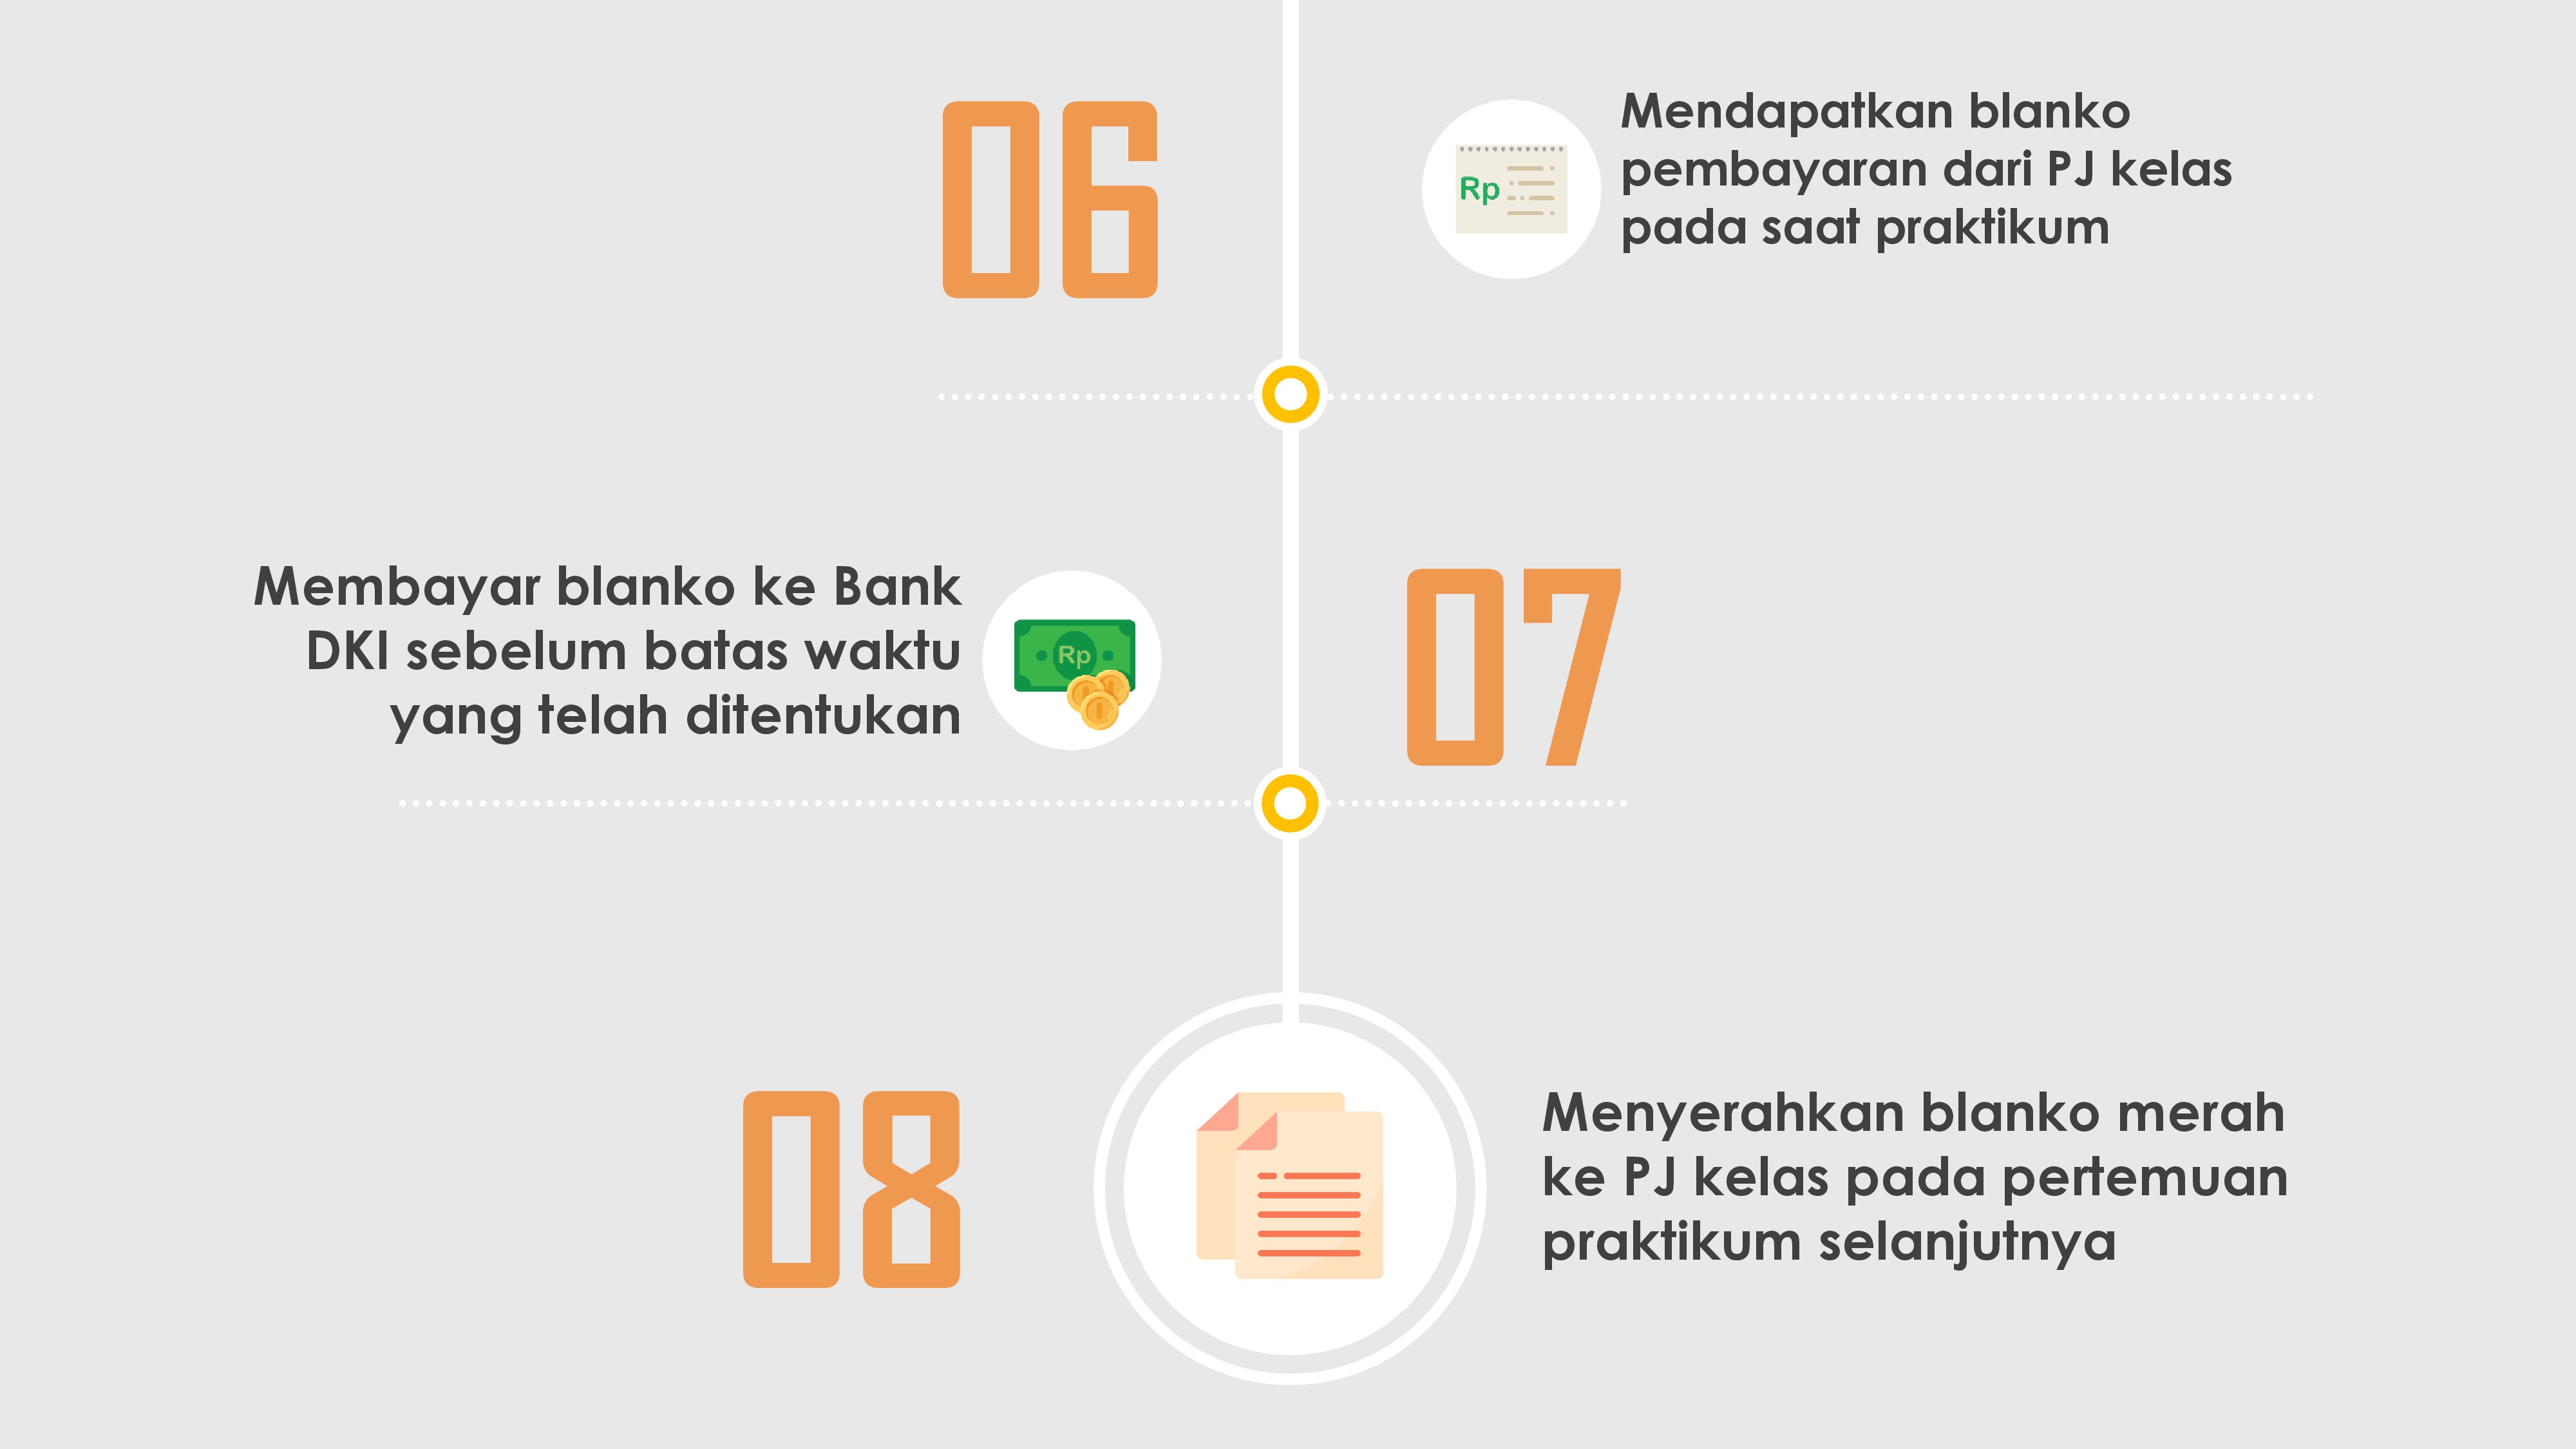 06
Mendapatkan blanko
pembayaran dari PJ kelas
pada saat praktikum
Rp
Membayar blanko ke Bank
DKI sebelum batas waktu
yang telah ditentukan
Rp
07
08
Menyerahkan blanko merah
ke PJ kelas pada pertemuan
praktikum selanjutnya